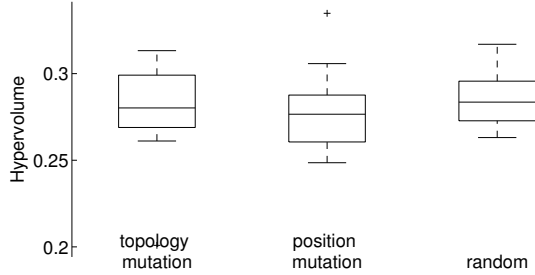 Hypervolume
0.3
0.25
0.2
topology
mutation
position
mutation
random